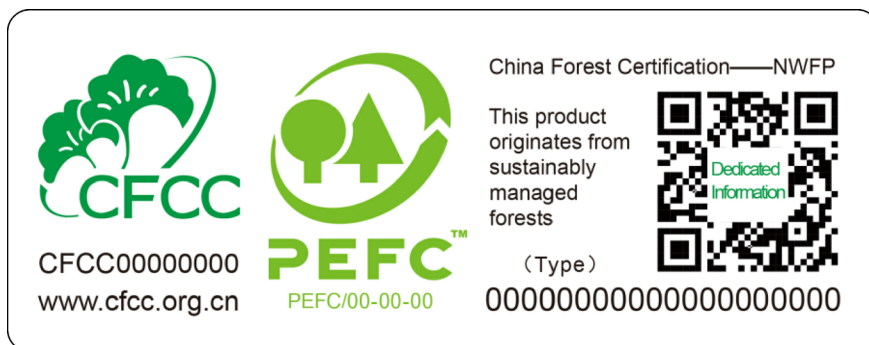 CFCC
CFCC00000000
www.cfcc.org.cn
PEFC™
PEFC/00-00-00
China Forest Certification——NWFP
This product
originates from
sustainably
managed
forests
Dedicated
Information
（Type）
00000000000000000000